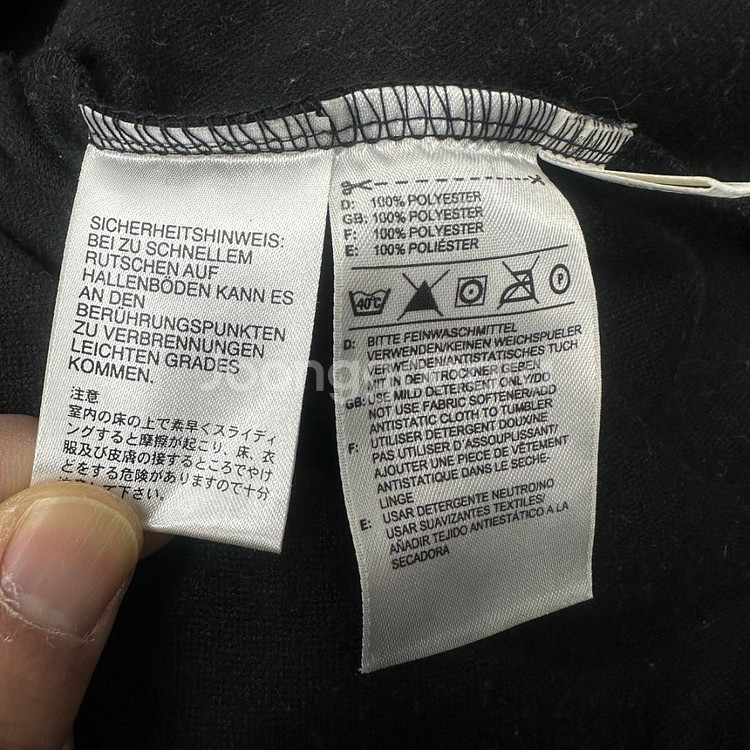 SICHERHEITSHINWEIS:
BEI ZU SCHNELLEM
RUTSCHEN AUF
HALLENBÖDEN KANN ES
AN DEN
BERÜHRUNGSPUNKTEN
ZU VERBRENNUNGEN
LEICHTEN GRADES
KOMMEN.
注意
室内の床の上で素早くスライディ
ングすると摩擦が起こり、床、衣
服及び皮膚の接するところでやけ
どをする危険がありますので十分
注意して下さい。
D: 100% POLYESTER
GB: 100% POLYESTER
F: 100% POLYESTER
E: 100% POLIÉSTER
40°C
P
D: BITTE FEINWASCHMITTEL
VERWENDEN/KEINEN WEICHSPUELER
VERWENDEN/ANTISTATISCHES TUCH
IN DEN TROCKNER GEBEN
GB: USE MILD DETERGENT ONLY/DO
NOT USE FABRIC SOFTENER/ADD
ANTISTATIC CLOTH TO TUMBLER
F: UTILISER DETERGENT DOUX/NE
PAS UTILISER D'ASSOUPLISSANT/
AJOUTER UNE PIECE DE VÊTEMENT
ANTISTATIQUE DANS LE SECHE-
LINGE
E: USAR DETERGENTE NEUTRO/NO
USAR SUAVIZANTES TEXTILES/
AÑADIR TEJIDO ANTIESTÁTICO A LA
SECADORA